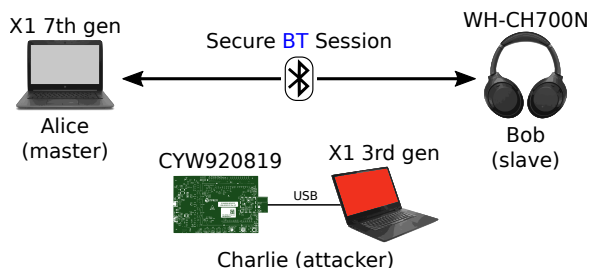 X1 7th gen
Secure BT Session
WH-CH700N
Alice
(master)
Bob
(slave)
CYW920819
USB
X1 3rd gen
Charlie (attacker)